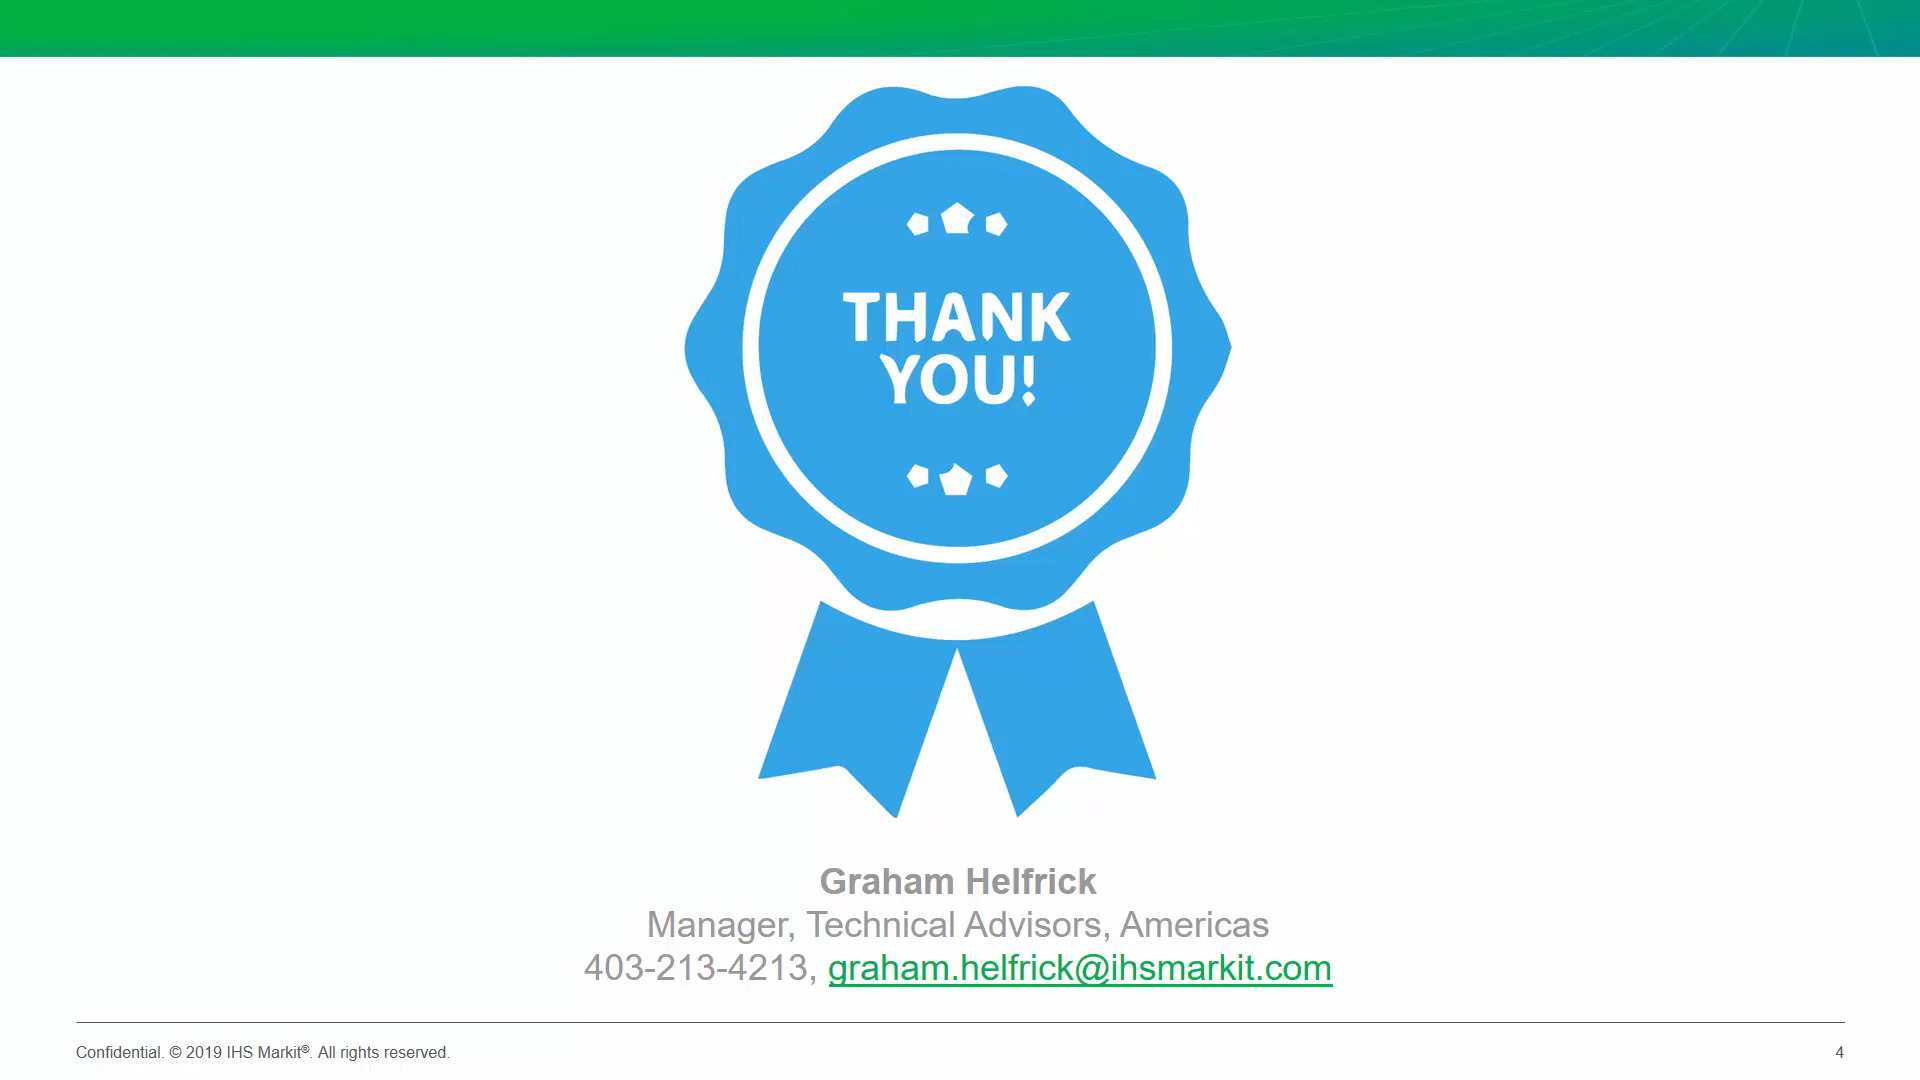 THANK
YOU!
Graham Helfrick
Manager, Technical Advisors, Americas
403-213-4213, graham.helfrick@ihsmarkit.com
Confidential. © 2019 IHS Markit®. All rights reserved.
4